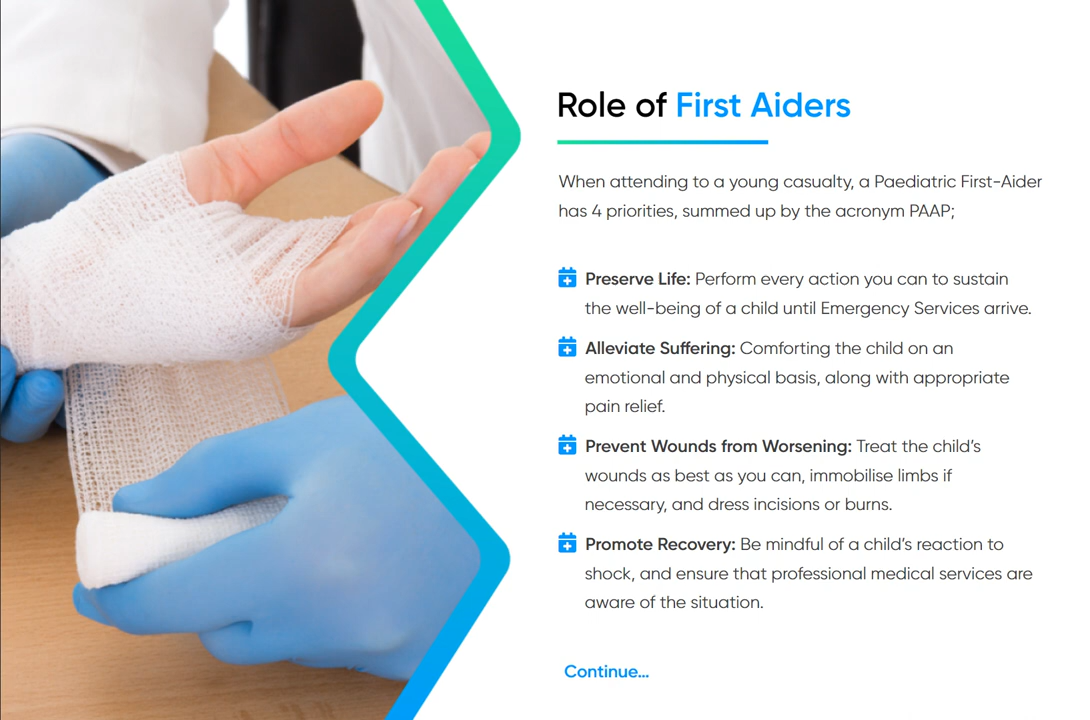 Role of First Aiders
When attending to a young casualty, a Paediatric First-Aider
has 4 priorities, summed up by the acronym PAAP;
Preserve Life: Perform every action you can to sustain
the well-being of a child until Emergency Services arrive.
Alleviate Suffering: Comforting the child on an
emotional and physical basis, along with appropriate
pain relief.
Prevent Wounds from Worsening: Treat the child's
wounds as best as you can, immobilise limbs if
necessary, and dress incisions or burns.
Promote Recovery: Be mindful of a child's reaction to
shock, and ensure that professional medical services are
aware of the situation.
Continue...